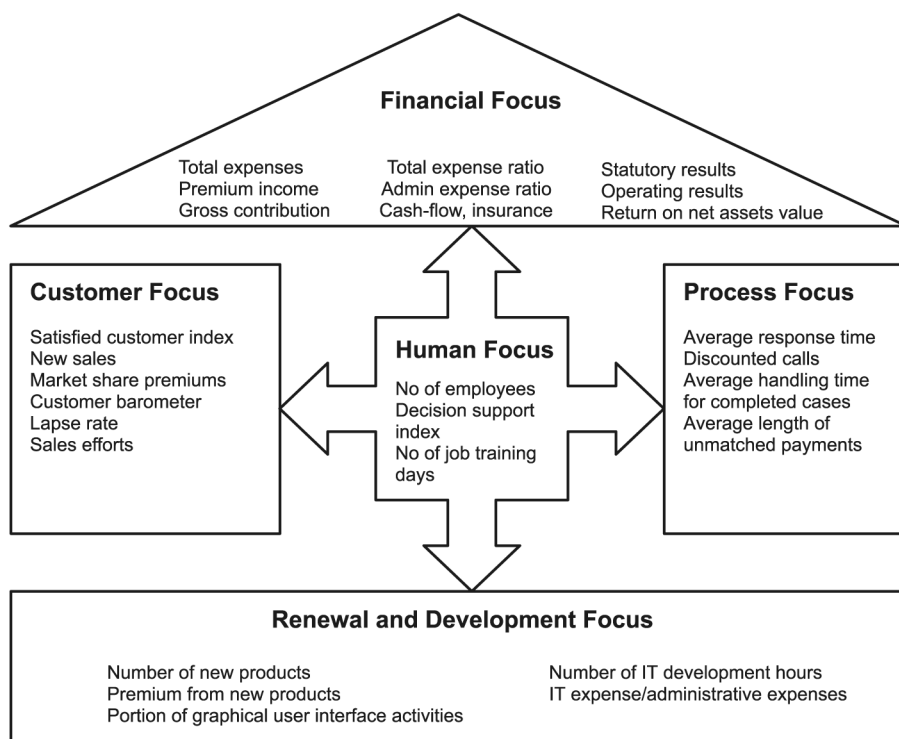 Financial Focus
Total expenses
Premium income
Gross contribution
Total expense ratio
Admin expense ratio
Cash-flow, insurance
Statutory results
Operating results
Return on net assets value
Customer Focus
Satisfied customer index
New sales
Market share premiums
Customer barometer
Lapse rate
Sales efforts
Human Focus
No of employees
Decision support
index
No of job training
days
Process Focus
Average response time
Discounted calls
Average handling time
for completed cases
Average length of
unmatched payments
Renewal and Development Focus
Number of new products
Premium from new products
Portion of graphical user interface activities
Number of IT development hours
IT expense/administrative expenses